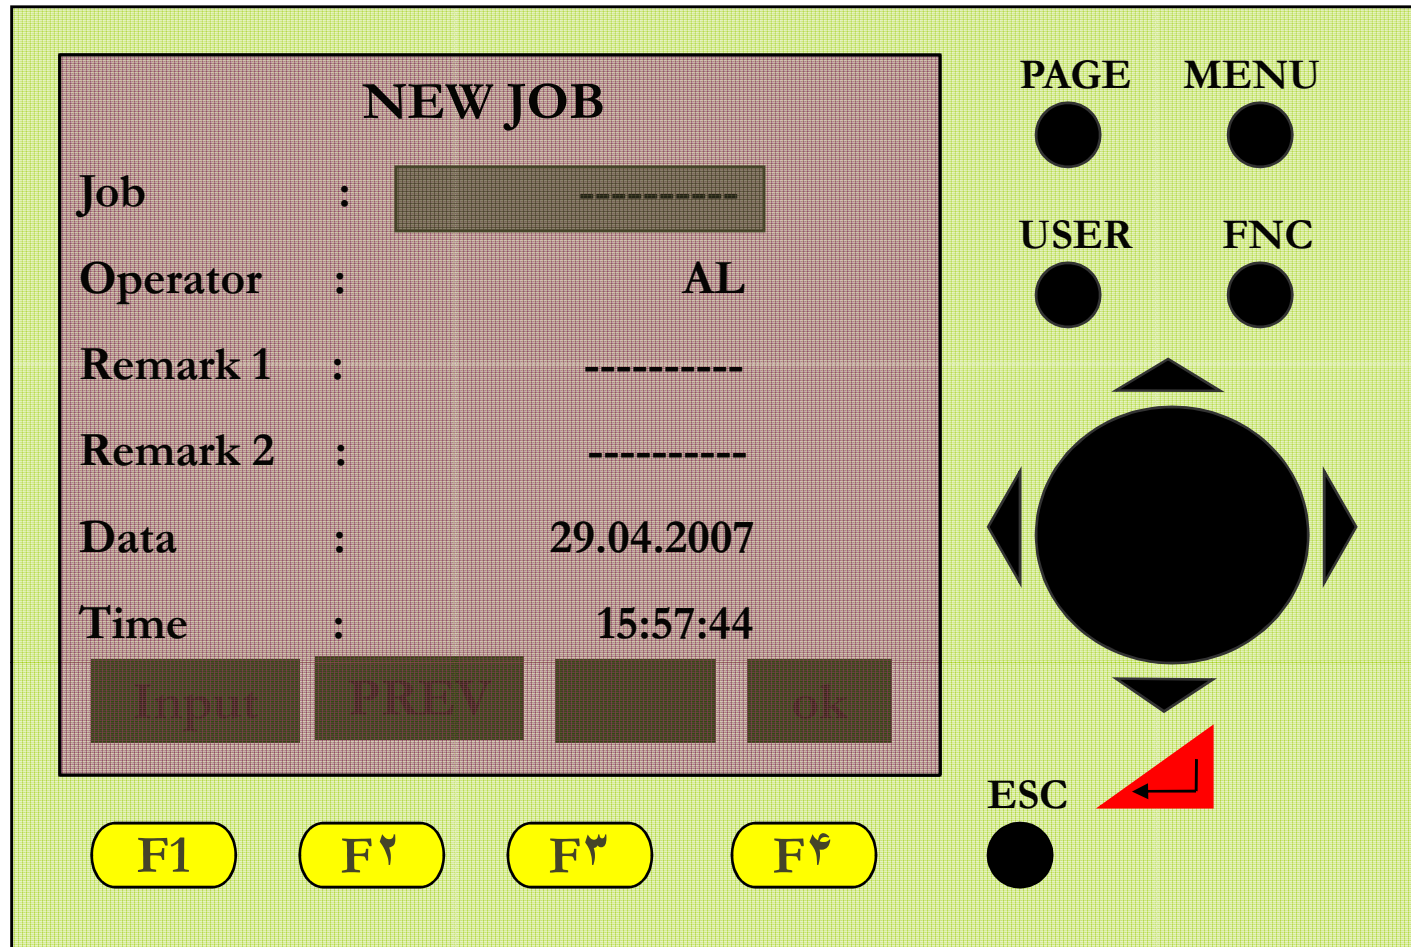 NEW JOB
Job : ----------
Operator : AL
Remark 1 : ----------
Remark 2 : ----------
Data : 29.04.2007
Time : 15:57:44
Input PREV ok
F1 F۲ F۳ F۴
PAGE MENU
USER FNC
ESC